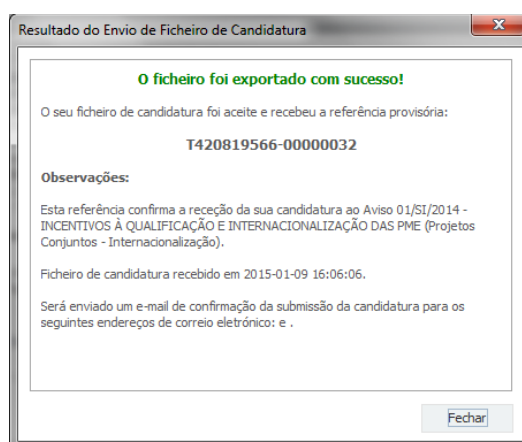 Resultado do Envio de Ficheiro de Candidatura
O ficheiro foi exportado com sucesso!
O seu ficheiro de candidatura foi aceite e recebeu a referência provisória:
T420819566-00000032
Observações:
Esta referência confirma a receção da sua candidatura ao Aviso 01/SI/2014 -
INCENTIVOS À QUALIFICAÇÃO E INTERNACIONALIZAÇÃO DAS PME (Projetos
Conjuntos - Internacionalização).
Ficheiro de candidatura recebido em 2015-01-09 16:06:06.
Será enviado um e-mail de confirmação da submissão da candidatura para os
seguintes endereços de correio eletrónico: e .
Fechar